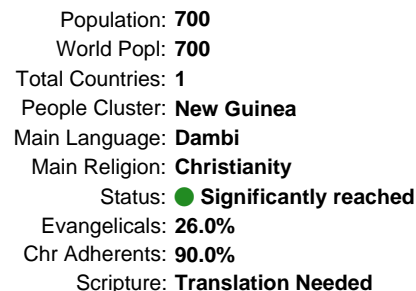 Population: 700
World Popl: 700
Total Countries: 1
People Cluster: New Guinea
Main Language: Dambi
Main Religion: Christianity
Status: Significantly reached
Evangelicals: 26.0%
Chr Adherents: 90.0%
Scripture: Translation Needed